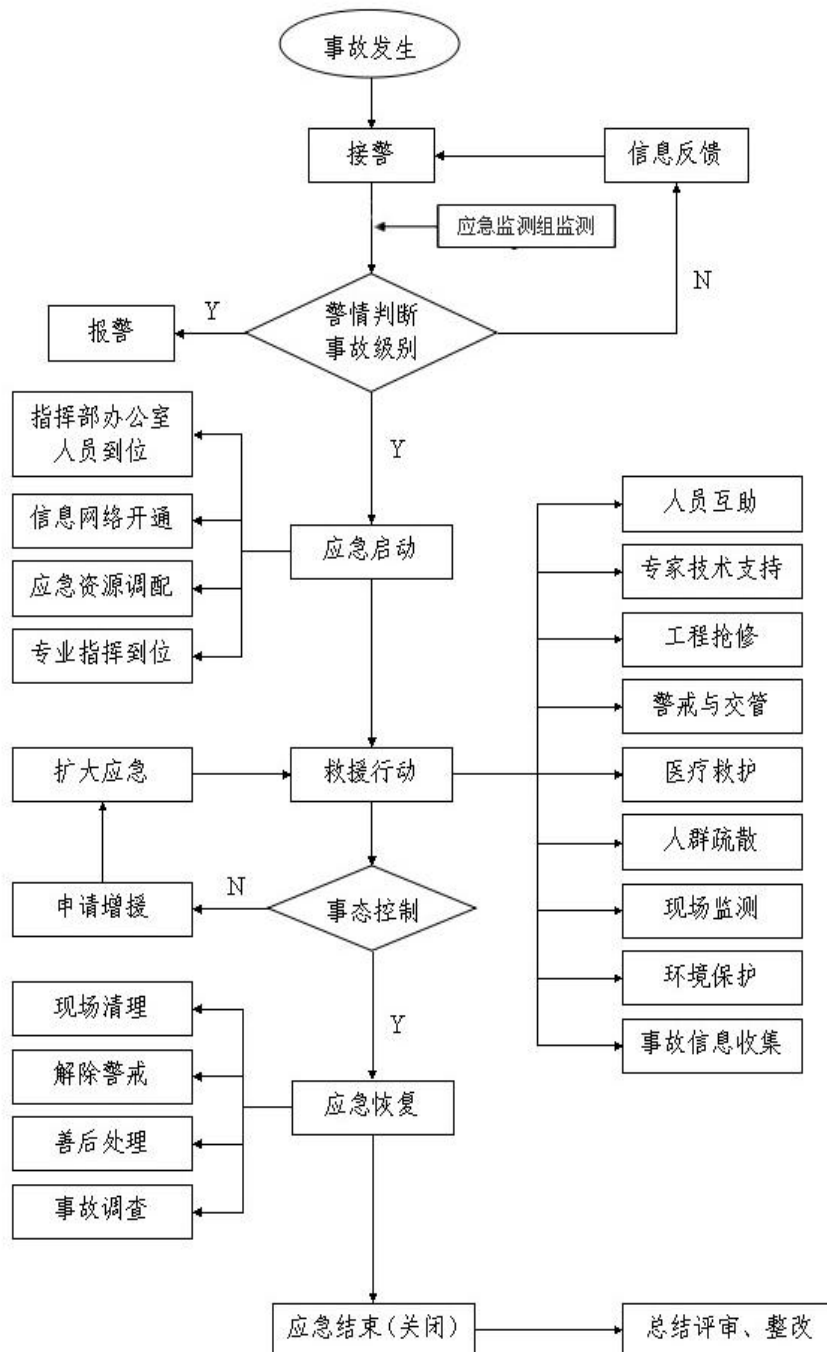 事故发生
接警
信息反馈
应急监测组监测
N
Y
警情判断
事故级别
报警
指挥部办公室
人员到位
Y
信息网络开通
应急启动
应急资源调配
专业指挥到位
人员互助
专家技术支持
工程抢修
警戒与交管
扩大应急
救援行动
医疗救护
人群疏散
申请增援
N
事态控制
现场监测
环境保护
现场清理
Y
事故信息收集
解除警戒
应急恢复
善后处理
事故调查
应急结束(关闭)
总结评审、整改